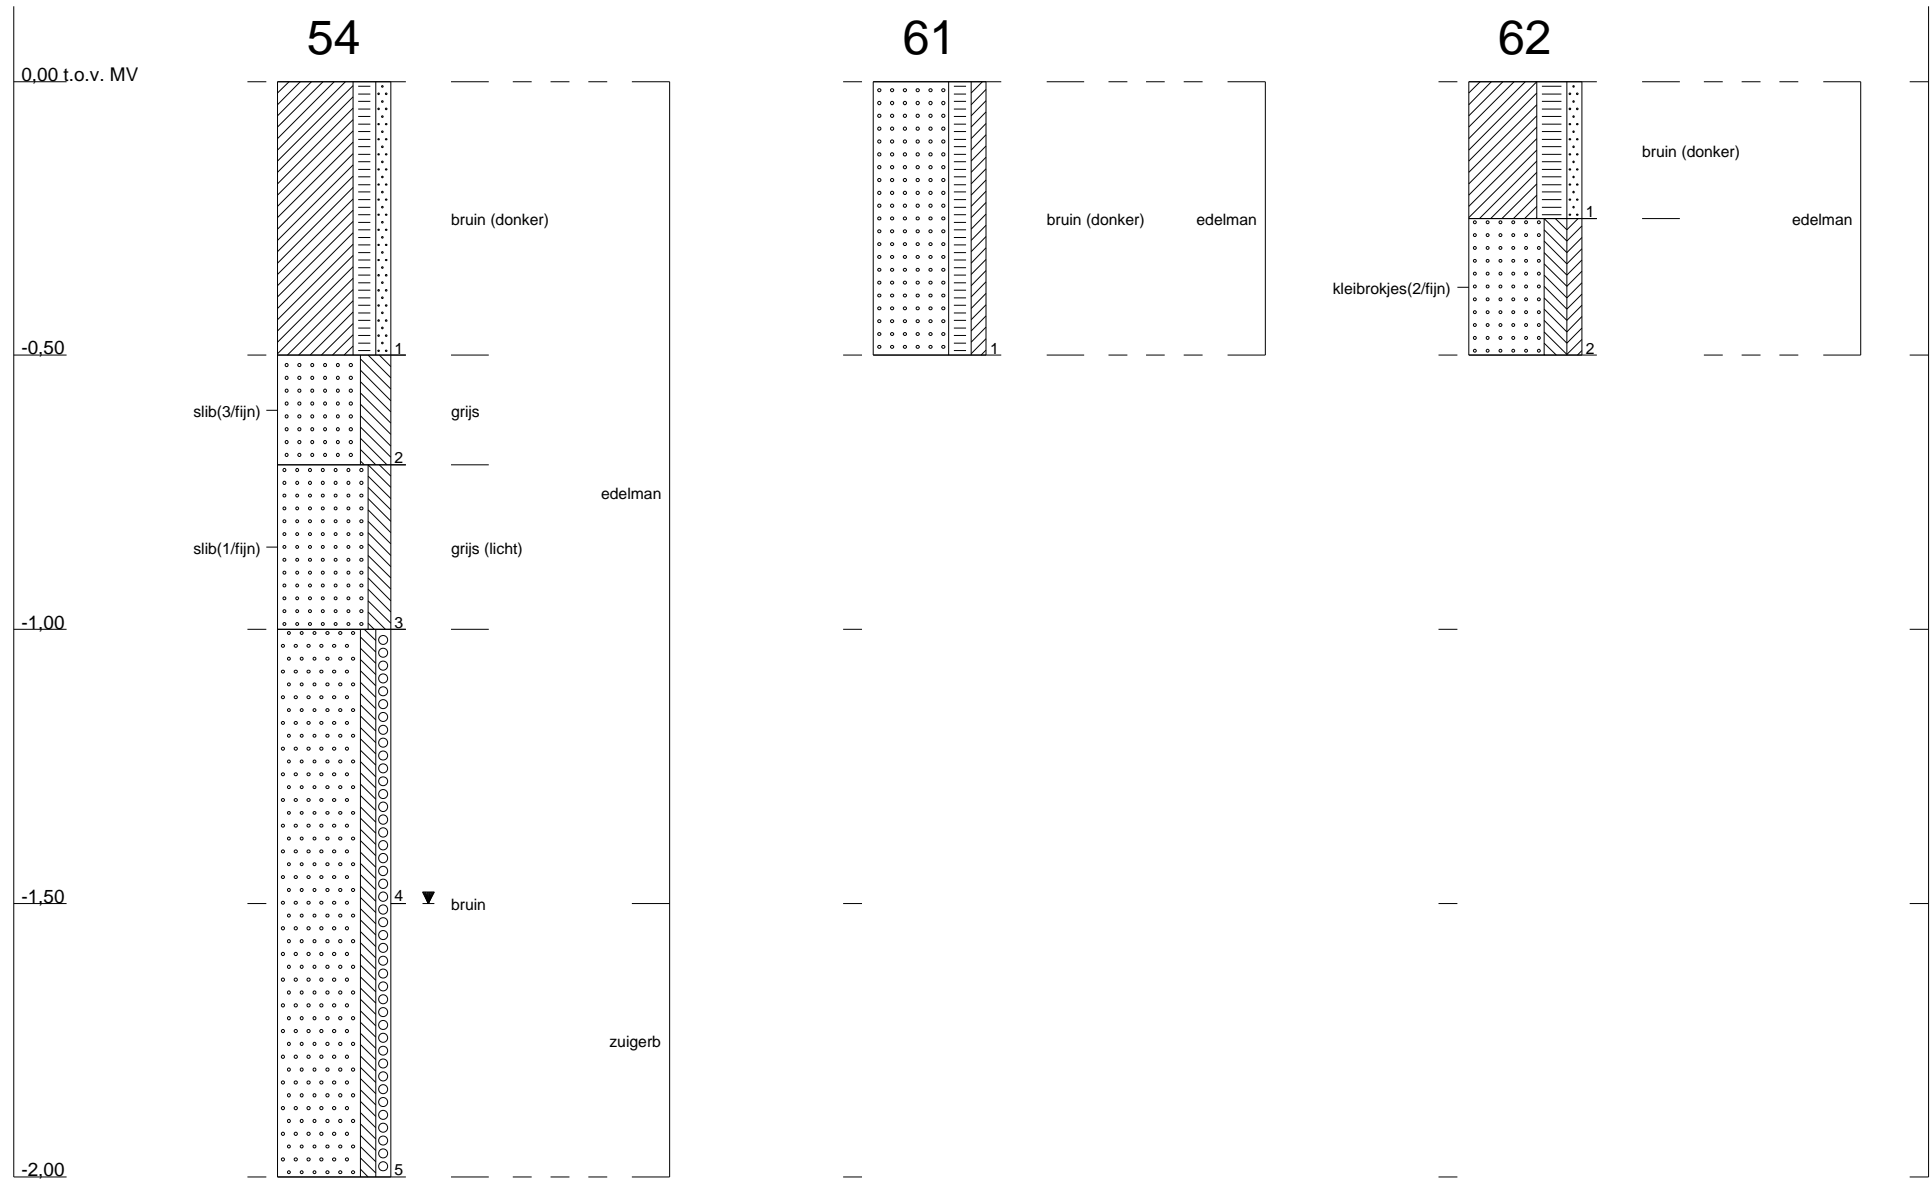 54
61
62
0,00 t.o.v. MV
bruin (donker)
1
bruin (donker)
edelman
1
bruin (donker)
1
edelman
kleibrokjes(2/fijn)
2
-0,50
slib(3/fijn)
grijs
2
edelman
slib(1/fijn)
grijs (licht)
3
-1,00
-1,50
4
bruin
zuigerb
-2,00
5